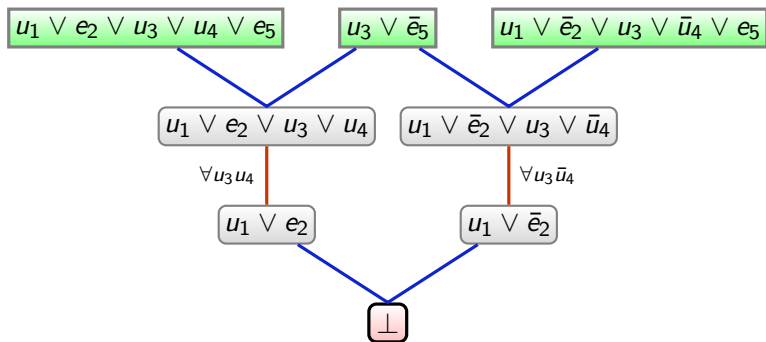 u₁ ∨ e₂ ∨ u₃ ∨ u₄ ∨ e₅
u₃ ∨ ē₅
u₁ ∨ ē₂ ∨ u₃ ∨ ū₄ ∨ e₅
u₁ ∨ e₂ ∨ u₃ ∨ u₄
u₁ ∨ ē₂ ∨ u₃ ∨ ū₄
∀u₃u₄
∀u₃ū₄
u₁ ∨ e₂
u₁ ∨ ē₂
⊥